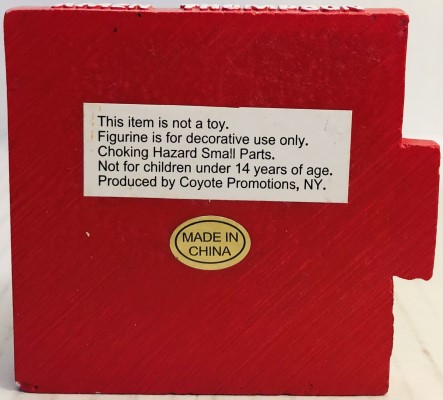 This item is not a toy.
Figurine is for decorative use only.
Choking Hazard Small Parts.
Not for children under 14 years of age.
Produced by Coyote Promotions, NY.
MADE IN
CHINA